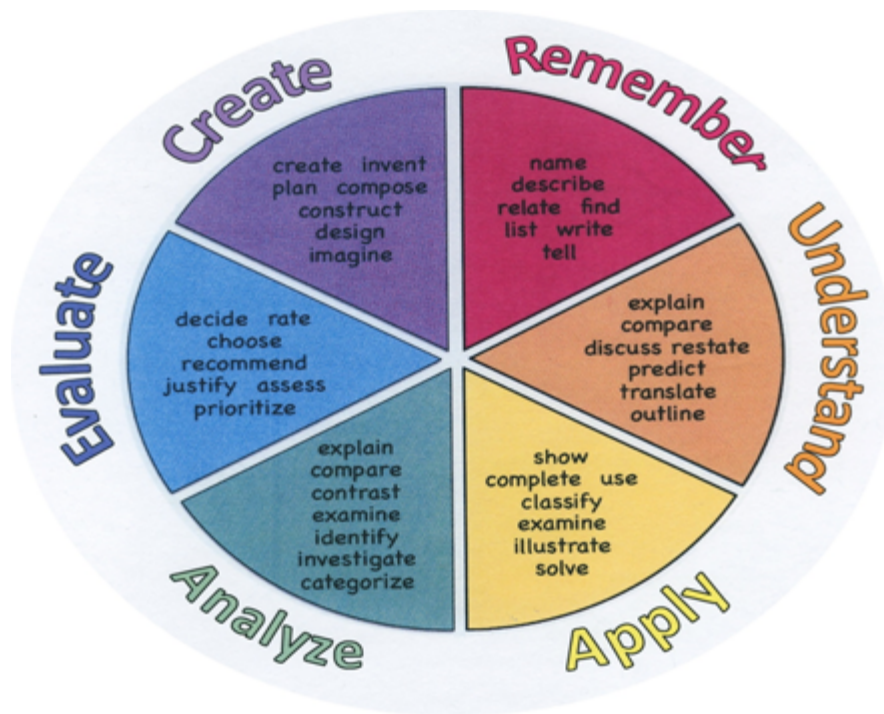 Remember
name
describe
relate find
list write
tell
Understand
explain
compare
discuss restate
predict
translate
outline
Apply
show
complete use
classify
examine
illustrate
solve
Analyze
explain
compare
contrast
examine
identify
investigate
categorize
Evaluate
decide rate
choose
recommend
justify assess
prioritize
Create
create invent
plan compose
construct
design
imagine